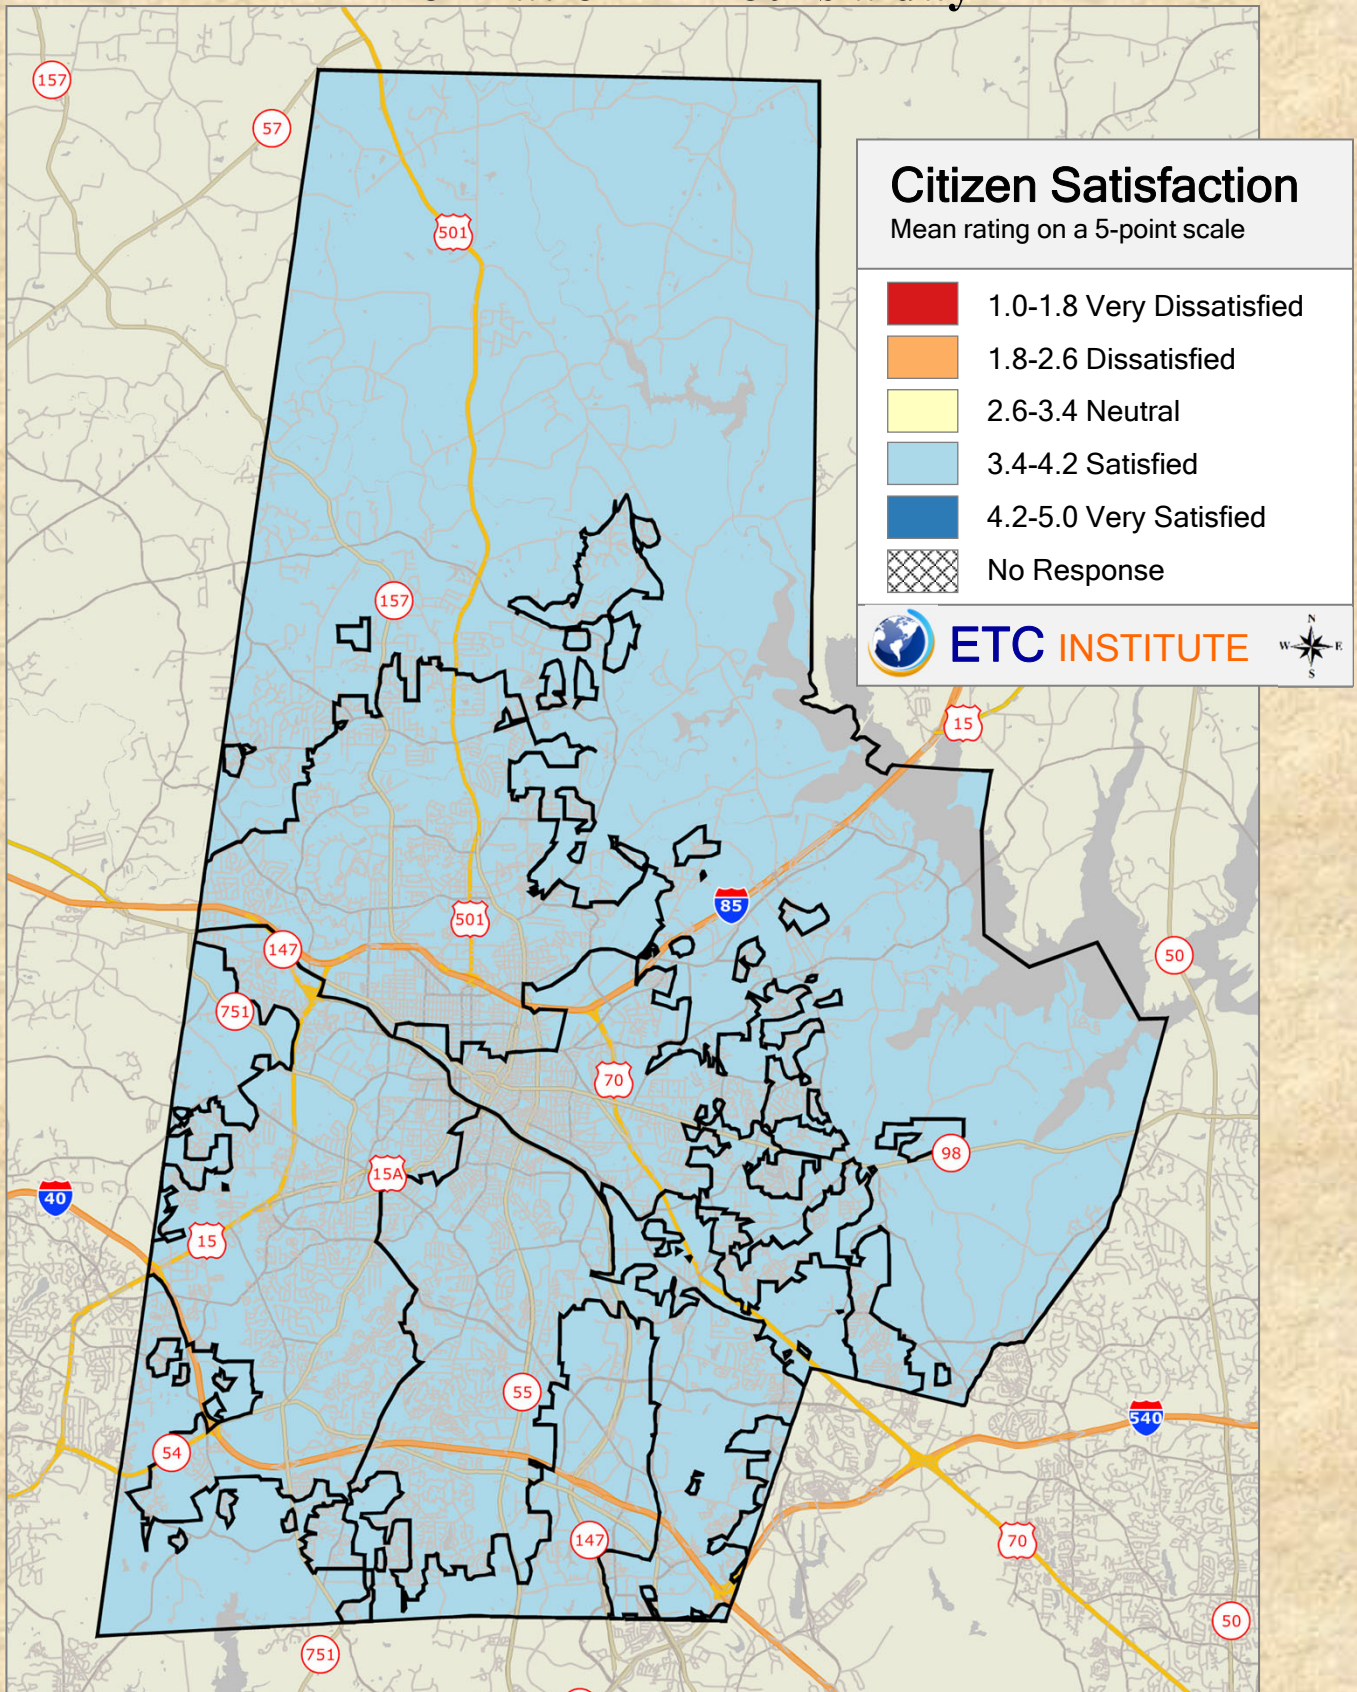 157
57
501
Citizen Satisfaction
Mean rating on a 5-point scale
1.0-1.8 Very Dissatisfied
1.8-2.6 Dissatisfied
2.6-3.4 Neutral
3.4-4.2 Satisfied
4.2-5.0 Very Satisfied
No Response
N
W E
S
ETC INSTITUTE
157
15
85
501
147
50
751
70
98
15A
40
15
55
540
54
147
70
50
751